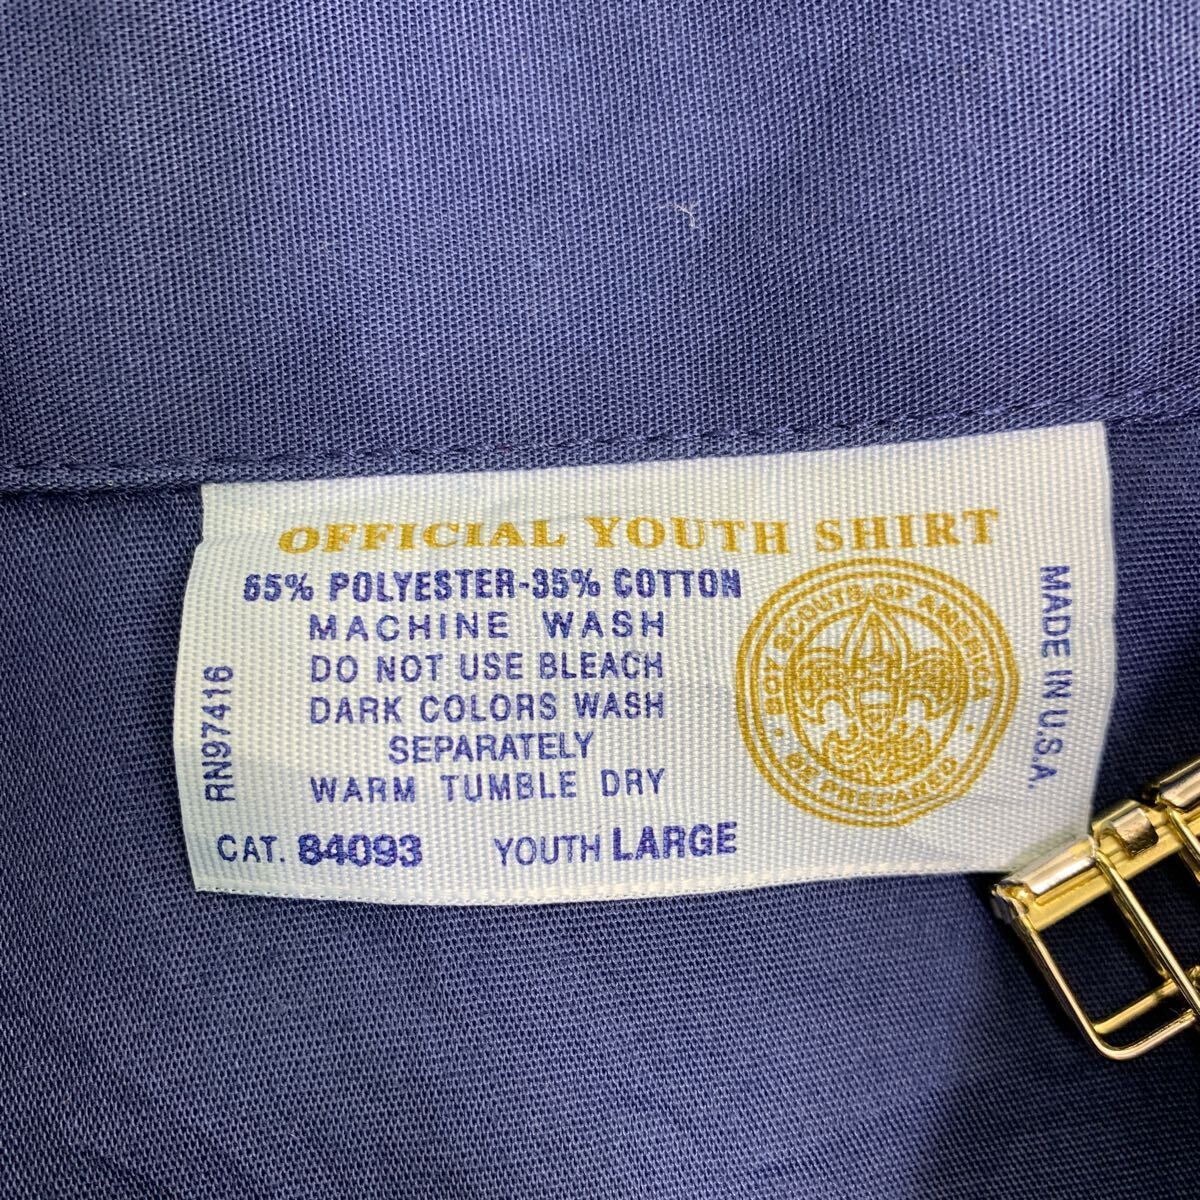 OFFICIAL YOUTH SHIRT
65% POLYESTER-35% COTTON
MACHINE WASH
DO NOT USE BLEACH
DARK COLORS WASH
SEPARATELY
WARM TUMBLE DRY
CAT. 84093 YOUTH LARGE
RN97416
BOY SCOUTS OF AMERICA
BE PREPARED
MADE IN U.S.A.